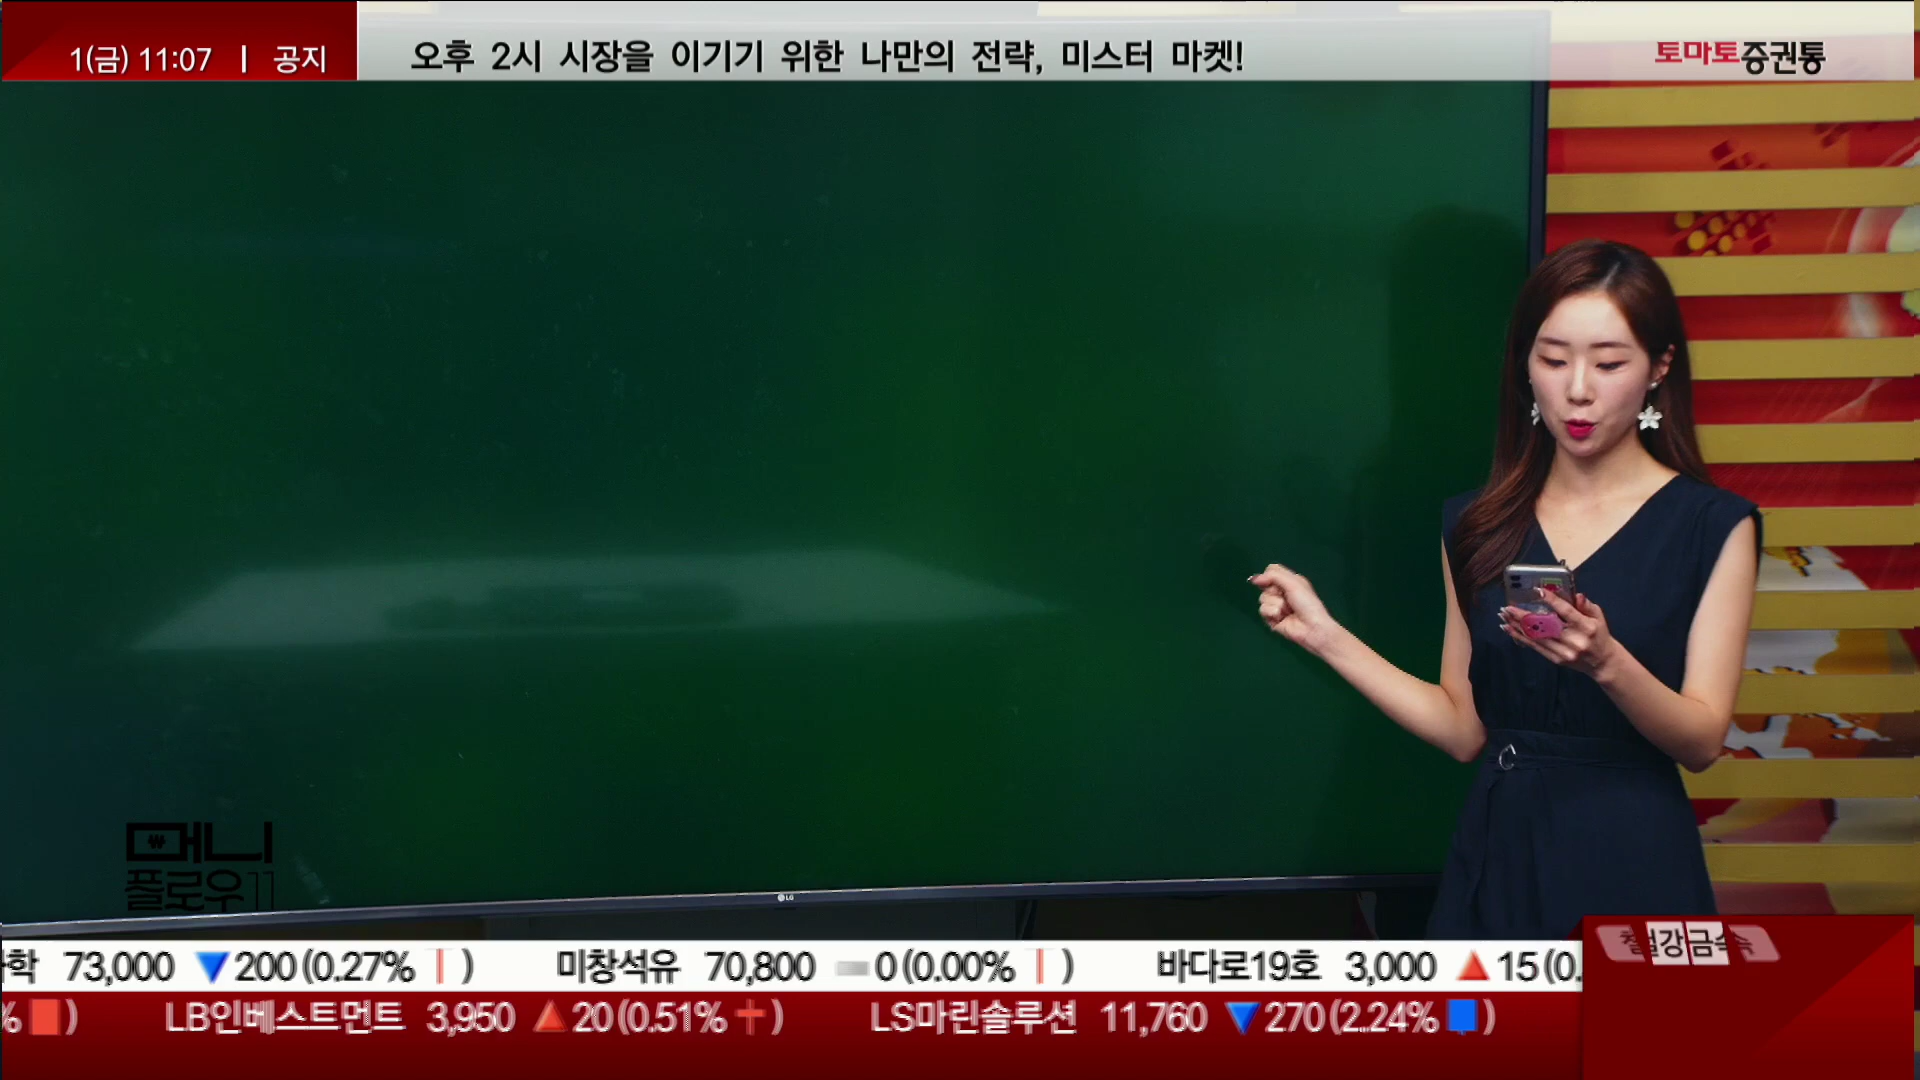 1(금) 11:07 | 공지
오후 2시 시장을 이기기 위한 나만의 전략, 미스터 마켓!
토마토증권통
머니
플로우11
LG
학 73,000 ▼200(0.27% ) 미창석유 70,800 0(0.00% ) 바다로19호 3,000 ▲15(0.
% ) LB인베스트먼트 3,950 ▲20(0.51% ) LS마린솔루션 11,760 ▼270(2.24% )